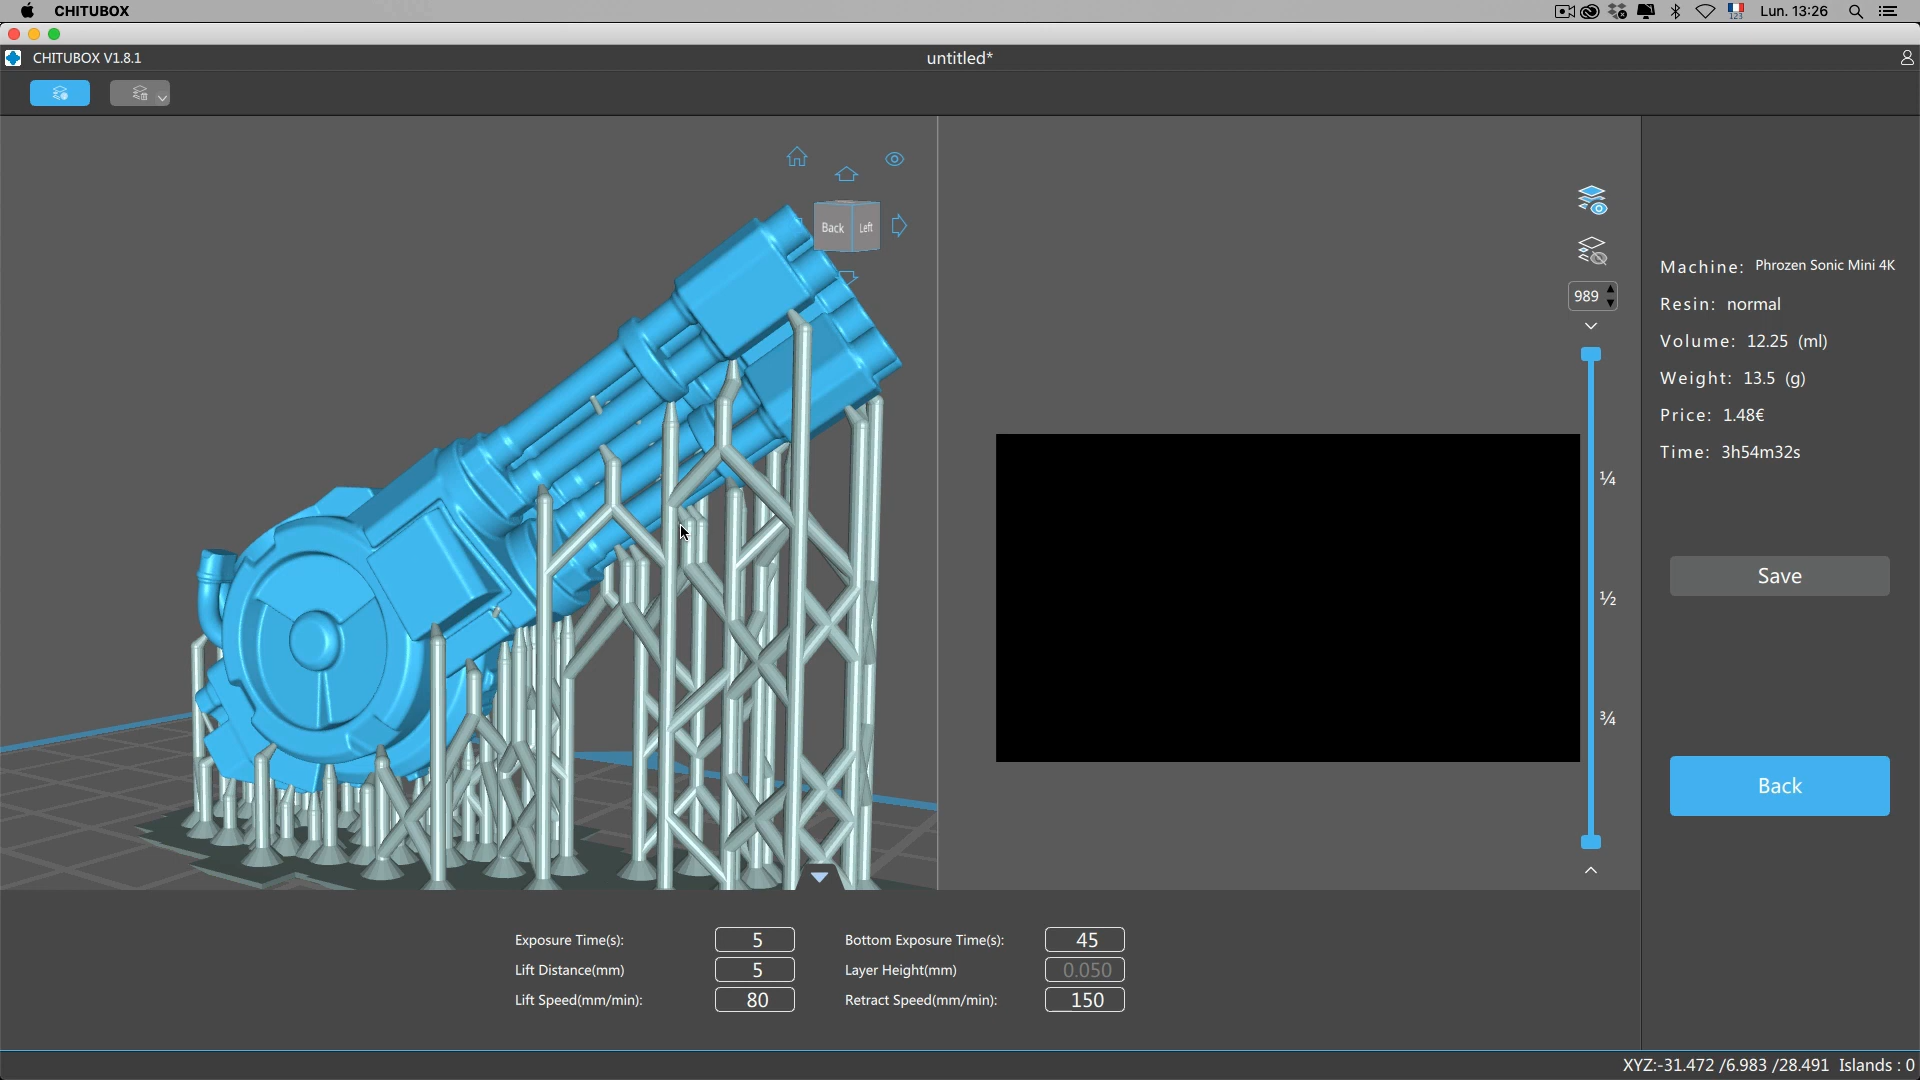 CHITUBOX
123
Lun. 13:26
CHITUBOX V1.8.1
untitled*
Back
Left
989
¼
½
¾
Machine: Phrozen Sonic Mini 4K
Resin: normal
Volume: 12.25 (ml)
Weight: 13.5 (g)
Price: 1.48€
Time: 3h54m32s
Save
Back
Exposure Time(s): 5
Bottom Exposure Time(s): 45
Lift Distance(mm) 5
Layer Height(mm) 0.050
Lift Speed(mm/min): 80
Retract Speed(mm/min): 150
XYZ:-31.472 /6.983 /28.491 Islands : 0